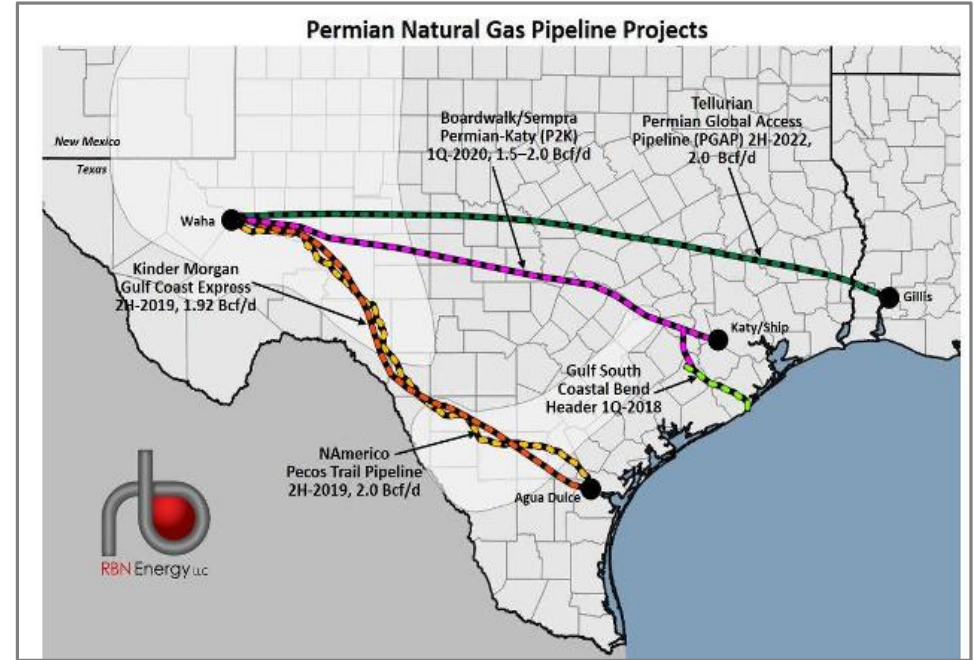 Permian Natural Gas Pipeline Projects
New Mexico
Texas
Boardwalk/Sempra
Permian-Katy (P2K)
1Q-2020, 1.5–2.0 Bcf/d
Tellurian
Permian Global Access
Pipeline (PGAP) 2H-2022,
2.0 Bcf/d
Waha
Kinder Morgan
Gulf Coast Express
2H-2019, 1.92 Bcf/d
Gillis
Katy/Ship
Gulf South
Coastal Bend
Header 1Q-2018
NAmerico
Pecos Trail Pipeline
2H-2019, 2.0 Bcf/d
Agua Dulce
RBN Energy LLC